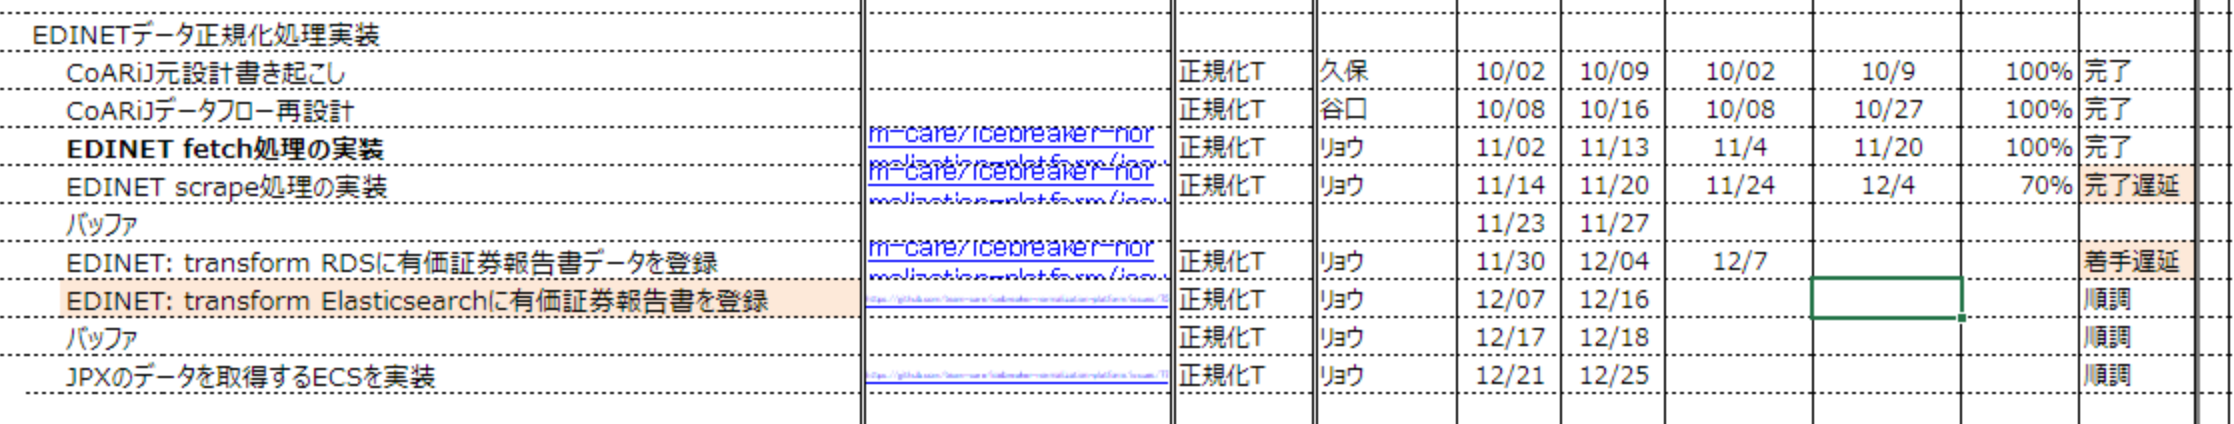 EDINETデータ正規化処理実装
CoARiJ元設計書き起こし 正規化T 久保 10/02 10/09 10/02 10/9 100% 完了
CoARiJデータフロー再設計 正規化T 谷口 10/08 10/16 10/08 10/27 100% 完了
EDINET fetch処理の実装 m-care/icebreaker-nor 正規化T リョウ 11/02 11/13 11/4 11/20 100% 完了
EDINET scrape処理の実装 m-care/icebreaker-nor 正規化T リョウ 11/14 11/20 11/24 12/4 70% 完了遅延
バッファ 11/23 11/27
EDINET: transform RDSに有価証券報告書データを登録 m-care/icebreaker-nor 正規化T リョウ 11/30 12/04 12/7 着手遅延
EDINET: transform Elasticsearchに有価証券報告書を登録 正規化T リョウ 12/07 12/16 順調
バッファ 正規化T リョウ 12/17 12/18 順調
JPXのデータを取得するECSを実装 正規化T リョウ 12/21 12/25 順調